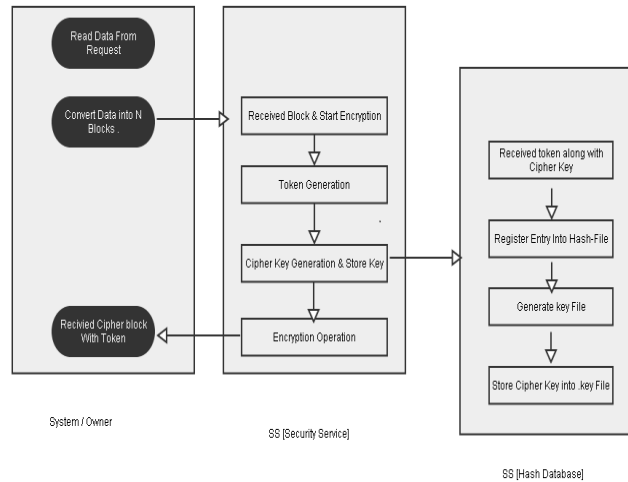 Read Data From
Request
Convert Data into N
Blocks .
Recivied Cipher block
With Token
System / Owner
Received Block & Start Encryption
Token Generation
Cipher Key Generation & Store Key
Encryption Operation
SS [Security Service]
Received token along with
Cipher Key
Register Entry Into Hash-File
Generate key File
Store Cipher Key into .key File
SS [Hash Database]